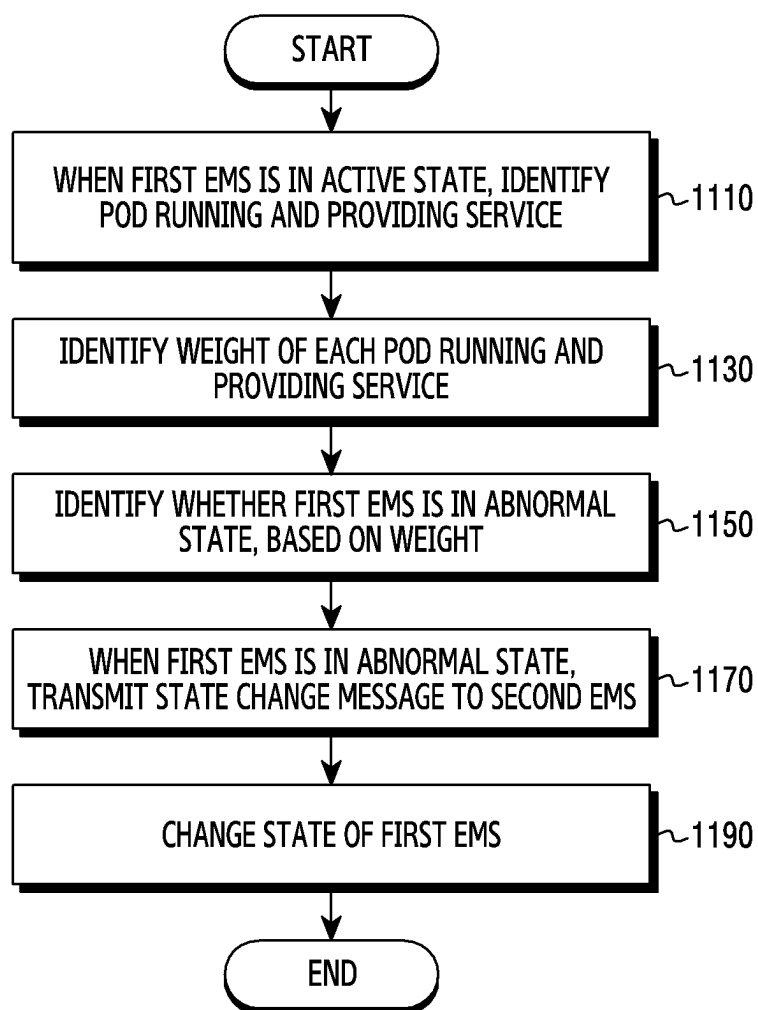 START
WHEN FIRST EMS IS IN ACTIVE STATE, IDENTIFY
POD RUNNING AND PROVIDING SERVICE
1110
IDENTIFY WEIGHT OF EACH POD RUNNING AND
PROVIDING SERVICE
1130
IDENTIFY WHETHER FIRST EMS IS IN ABNORMAL
STATE, BASED ON WEIGHT
1150
WHEN FIRST EMS IS IN ABNORMAL STATE,
TRANSMIT STATE CHANGE MESSAGE TO SECOND EMS
1170
CHANGE STATE OF FIRST EMS
1190
END